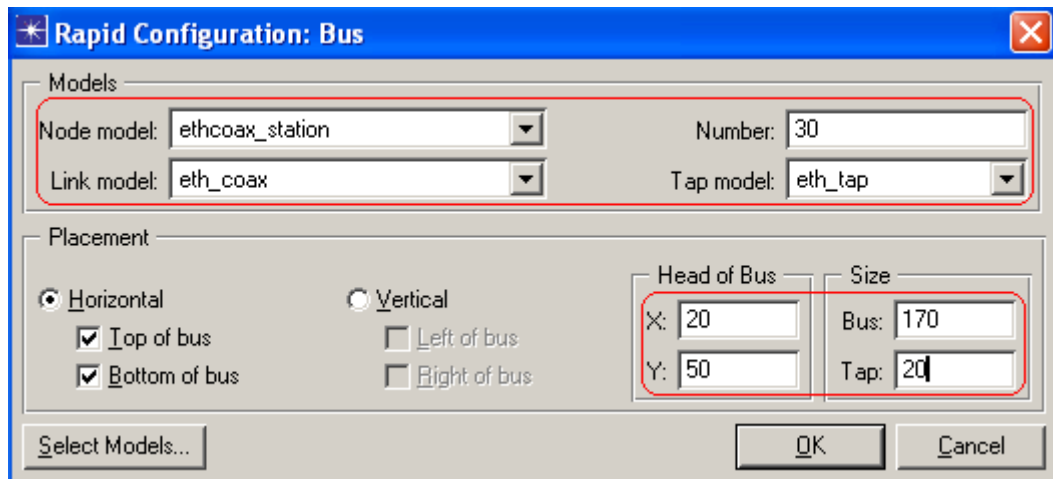 Rapid Configuration: Bus
Models
Node model: ethcoax_station Number: 30
Link model: eth_coax Tap model: eth_tap
Placement
Head of Bus Size
Horizontal Vertical X: 20 Bus: 170
Top of bus Left of bus
Bottom of bus Right of bus Y: 50 Tap: 20
Select Models... OK Cancel